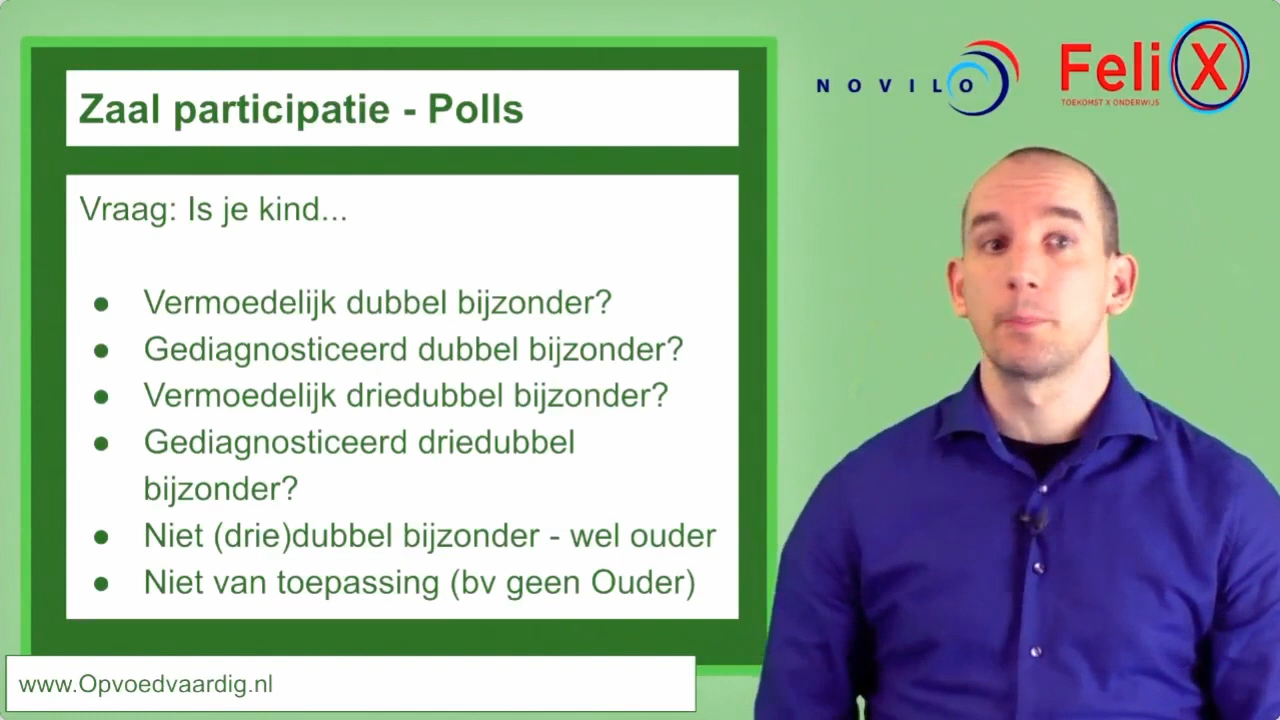 NOVILO
FeliX
TOEKOMST X ONDERWIJS
Zaal participatie - Polls
Vraag: Is je kind...
● Vermoedelijk dubbel bijzonder?
● Gediagnosticeerd dubbel bijzonder?
● Vermoedelijk driedubbel bijzonder?
● Gediagnosticeerd driedubbel
bijzonder?
● Niet (drie)dubbel bijzonder - wel ouder
● Niet van toepassing (bv geen Ouder)
www.Opvoedvaardig.nl